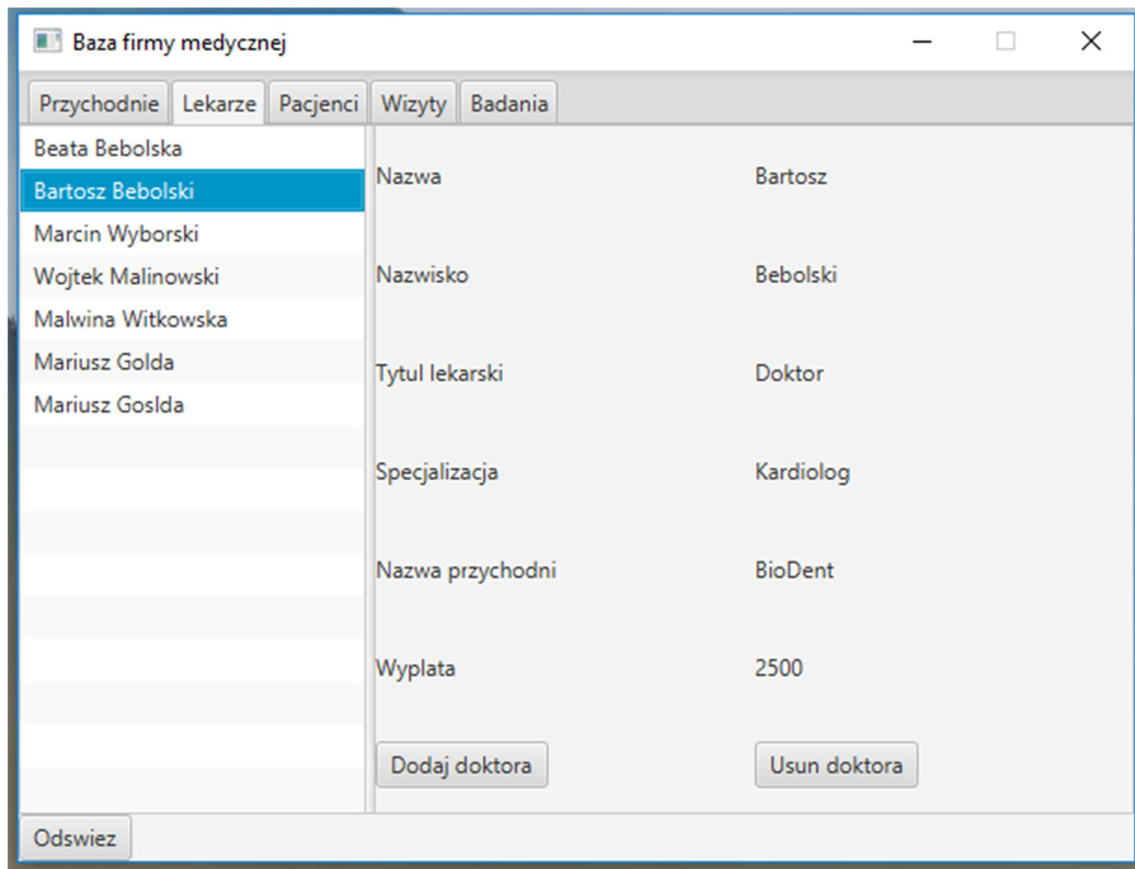 Baza firmy medycznej
Przychodnie Lekarze Pacjenci Wizyty Badania
Beata Bebolska
Bartosz Bebolski
Marcin Wyborski
Wojtek Malinowski
Malwina Witkowska
Mariusz Golda
Mariusz Goslda
Nazwa Bartosz
Nazwisko Bebolski
Tytul lekarski Doktor
Specjalizacja Kardiolog
Nazwa przychodni BioDent
Wyplata 2500
Dodaj doktora Usun doktora
Odswiez